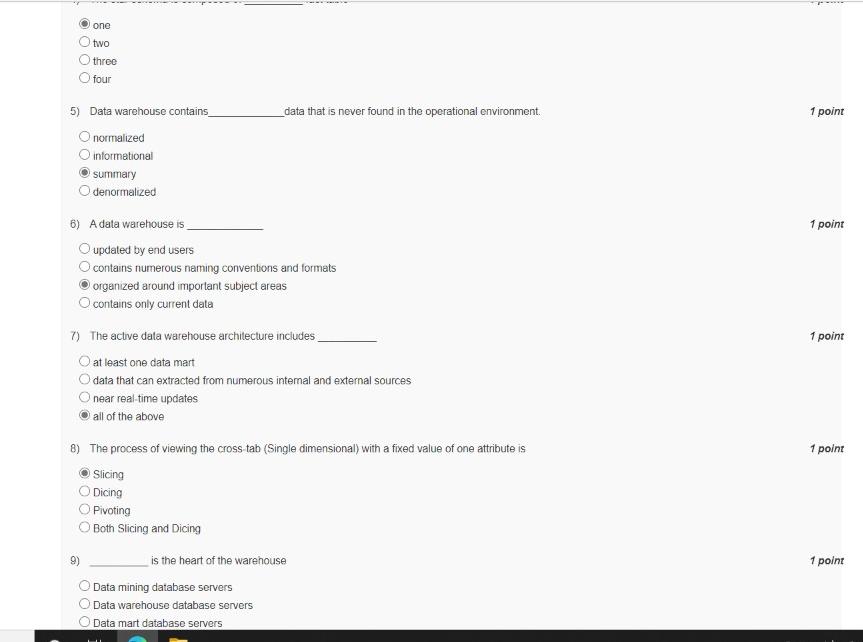 one
two
three
four
5) Data warehouse contains_____________data that is never found in the operational environment. 1 point
normalized
informational
summary
denormalized
6) A data warehouse is _____________ 1 point
updated by end users
contains numerous naming conventions and formats
organized around important subject areas
contains only current data
7) The active data warehouse architecture includes __________ 1 point
at least one data mart
data that can extracted from numerous internal and external sources
near real-time updates
all of the above
8) The process of viewing the cross-tab (Single dimensional) with a fixed value of one attribute is 1 point
Slicing
Dicing
Pivoting
Both Slicing and Dicing
9) __________ is the heart of the warehouse 1 point
Data mining database servers
Data warehouse database servers
Data mart database servers